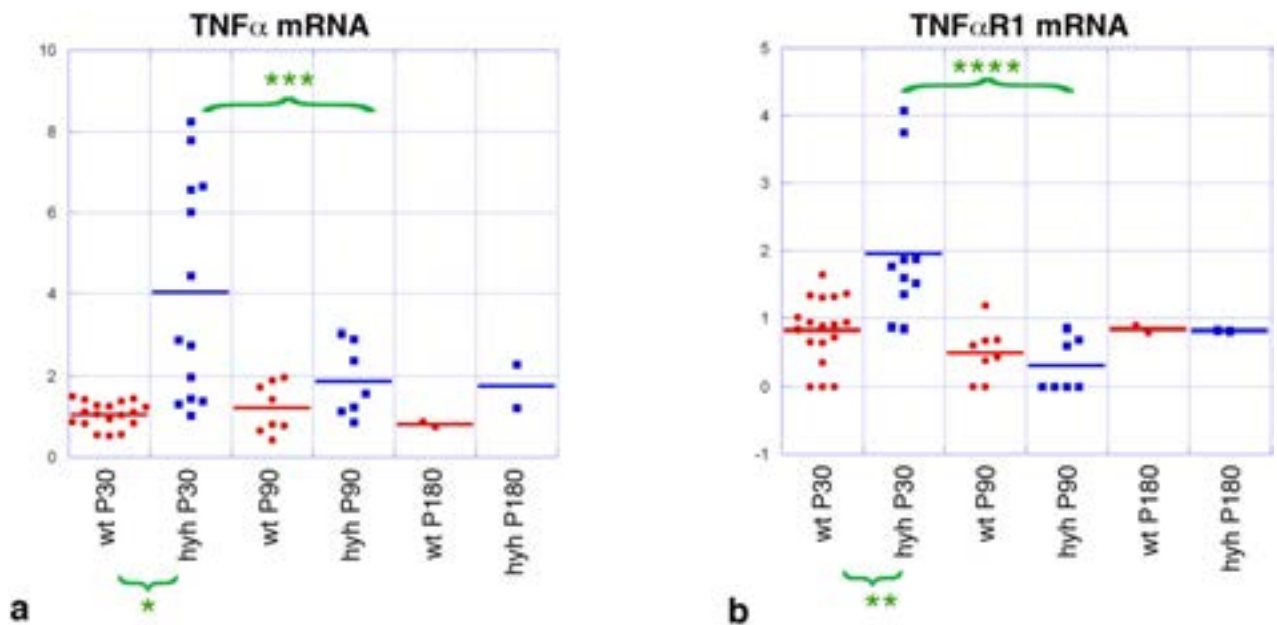 TNFα mRNA
10
8
6
4
2
0
***
wt P30
hyh P30
wt P90
hyh P90
wt P180
hyh P180
*
a
TNFαR1 mRNA
5
4
3
2
1
0
-1
****
wt P30
hyh P30
wt P90
hyh P90
wt P180
hyh P180
**
b